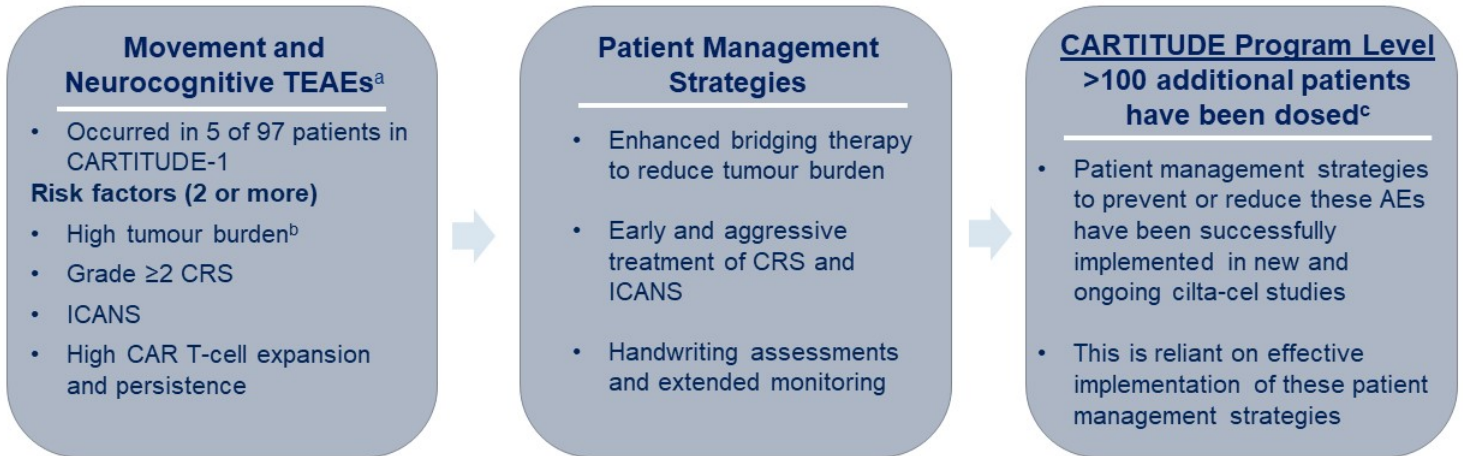 Movement and
Neurocognitive TEAEsᵃ
• Occurred in 5 of 97 patients in
CARTITUDE-1
Risk factors (2 or more)
• High tumour burdenᵇ
• Grade ≥2 CRS
• ICANS
• High CAR T-cell expansion
and persistence
Patient Management
Strategies
• Enhanced bridging therapy
to reduce tumour burden
• Early and aggressive
treatment of CRS and
ICANS
• Handwriting assessments
and extended monitoring
CARTITUDE Program Level
>100 additional patients
have been dosedᶜ
• Patient management strategies
to prevent or reduce these AEs
have been successfully
implemented in new and
ongoing cilta-cel studies
• This is reliant on effective
implementation of these patient
management strategies